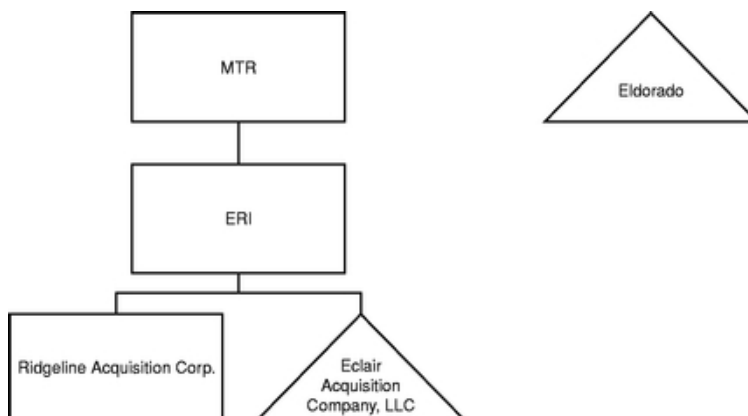 MTR
Eldorado
ERI
Ridgeline Acquisition Corp.
Eclair
Acquisition
Company, LLC